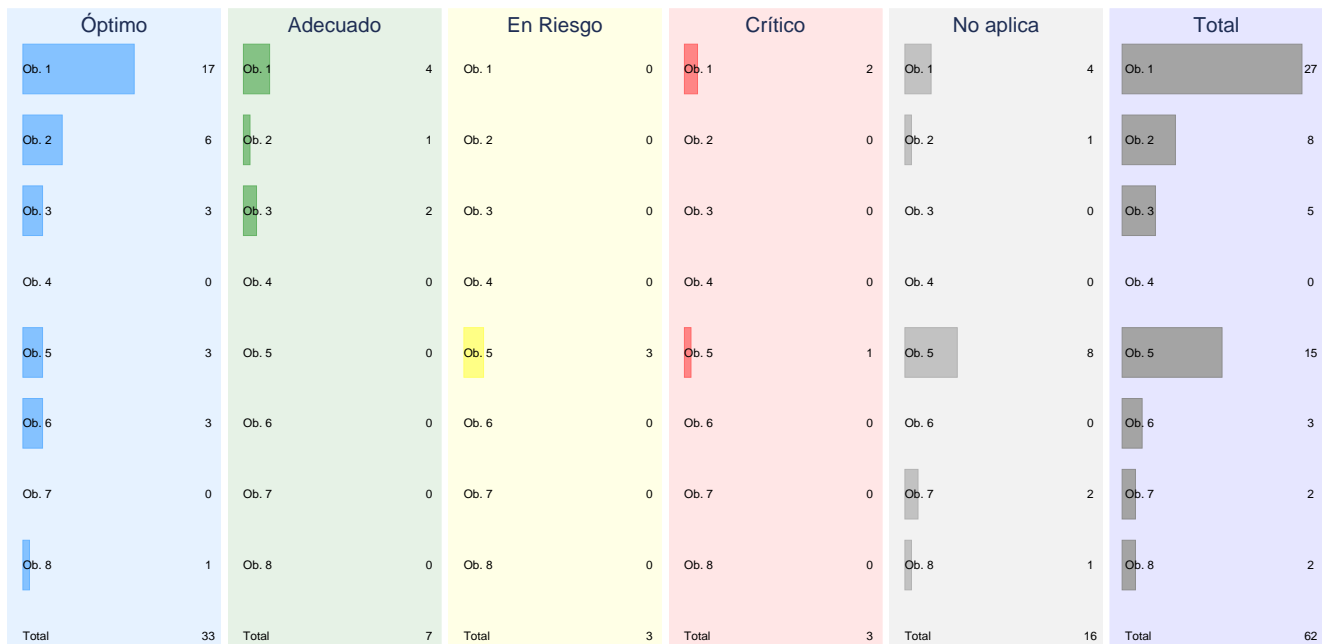 Óptimo Adecuado En Riesgo Crítico No aplica Total
Ob. 1 17 Ob. 1 4 Ob. 1 0 Ob. 1 2 Ob. 1 4 Ob. 1 27
Ob. 2 6 Ob. 2 1 Ob. 2 0 Ob. 2 0 Ob. 2 1 Ob. 2 8
Ob. 3 3 Ob. 3 2 Ob. 3 0 Ob. 3 0 Ob. 3 0 Ob. 3 5
Ob. 4 0 Ob. 4 0 Ob. 4 0 Ob. 4 0 Ob. 4 0 Ob. 4 0
Ob. 5 3 Ob. 5 0 Ob. 5 3 Ob. 5 1 Ob. 5 8 Ob. 5 15
Ob. 6 3 Ob. 6 0 Ob. 6 0 Ob. 6 0 Ob. 6 0 Ob. 6 3
Ob. 7 0 Ob. 7 0 Ob. 7 0 Ob. 7 0 Ob. 7 2 Ob. 7 2
Ob. 8 1 Ob. 8 0 Ob. 8 0 Ob. 8 0 Ob. 8 1 Ob. 8 2
Total 33 Total 7 Total 3 Total 3 Total 16 Total 62